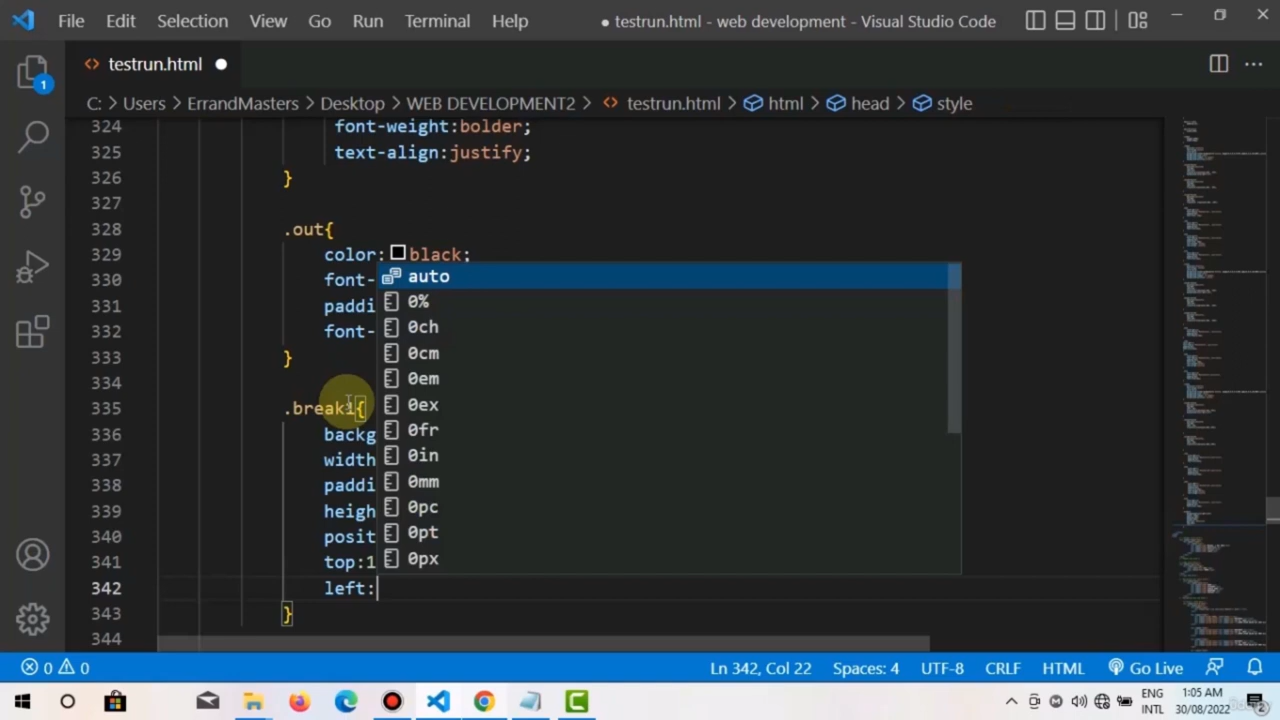 File Edit Selection View Go Run Terminal Help ● testrun.html - web development - Visual Studio Code
testrun.html
C: > Users > ErrandMasters > Desktop > WEB DEVELOPMENT2 > testrun.html > html > head > style
1
324 font-weight:bolder;
325 text-align:justify;
326 }
327
328 .out{
329 color: black;
330 font-
331 paddi
332 font-
333 }
334
335 .break1{
336 backg
337 width
338 paddi
339 heigh
340 posit
341 top:1
342 left:
343 }
344
auto
0%
0ch
0cm
0em
0ex
0fr
0in
0mm
0pc
0pt
0px
0 0 Ln 342, Col 22 Spaces: 4 UTF-8 CRLF HTML Go Live
ENG 1:05 AM
INTL 30/08/2022 2